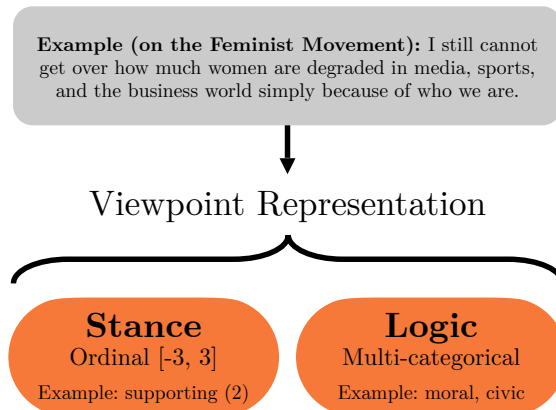 Example (on the Feminist Movement): I still cannot
get over how much women are degraded in media, sports,
and the business world simply because of who we are.
Viewpoint Representation
Stance
Ordinal [-3, 3]
Example: supporting (2)
Logic
Multi-categorical
Example: moral, civic